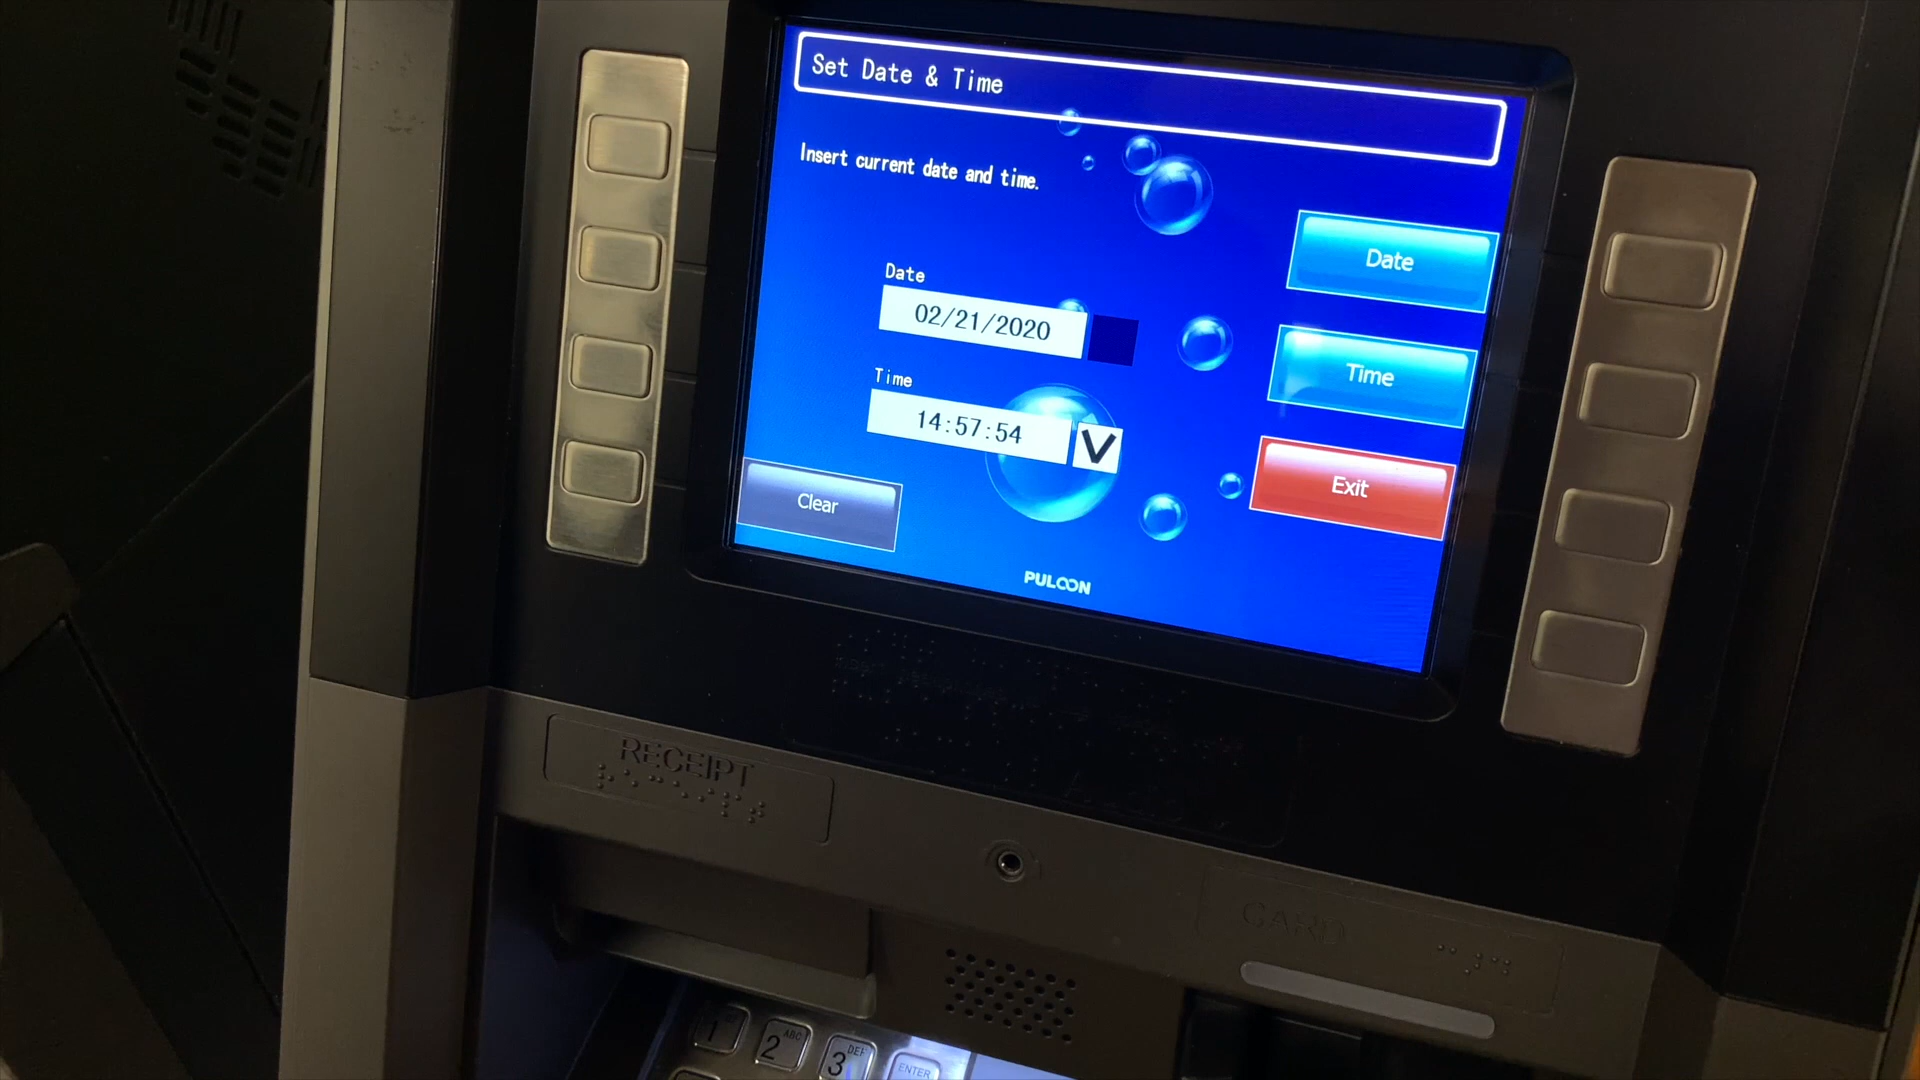 Set Date & Time
Insert current date and time.
Date
02/21/2020
Date
Time
14:57:54
V
Time
Clear
Exit
PULOON
RECEIPT
CARD
1
2 ABC
3 DEF
ENTER